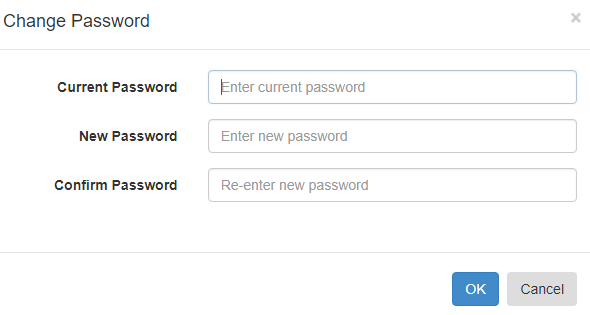 Change Password
×
Current Password Enter current password
New Password Enter new password
Confirm Password Re-enter new password
OK Cancel